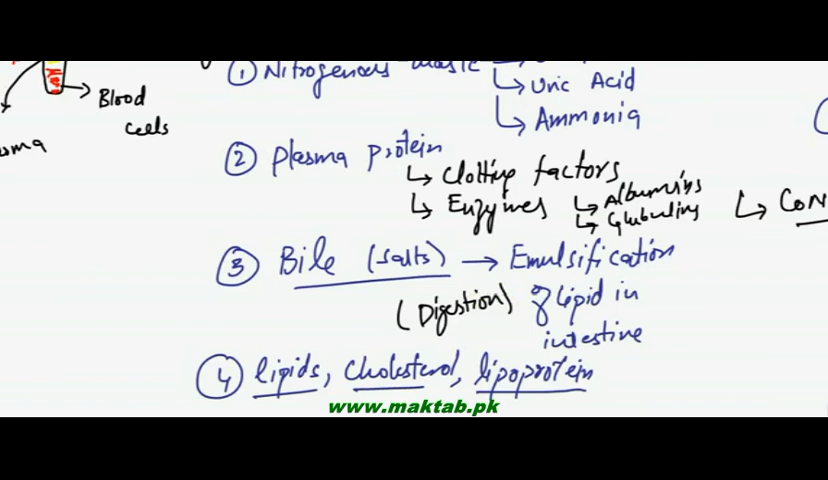 ① Nitrogenous waste
↳ Uric Acid
↳ Ammonia
→ Blood
cells
② plasma protein
↳ Clotting factors
↳ Enzymes ↳ Albumins
↳ Globulins
↳ CON
③ Bile (salts) → Emulsification
(Digestion) of lipid in
intestine
④ lipids, cholesterol, lipoprotein
www.maktab.pk